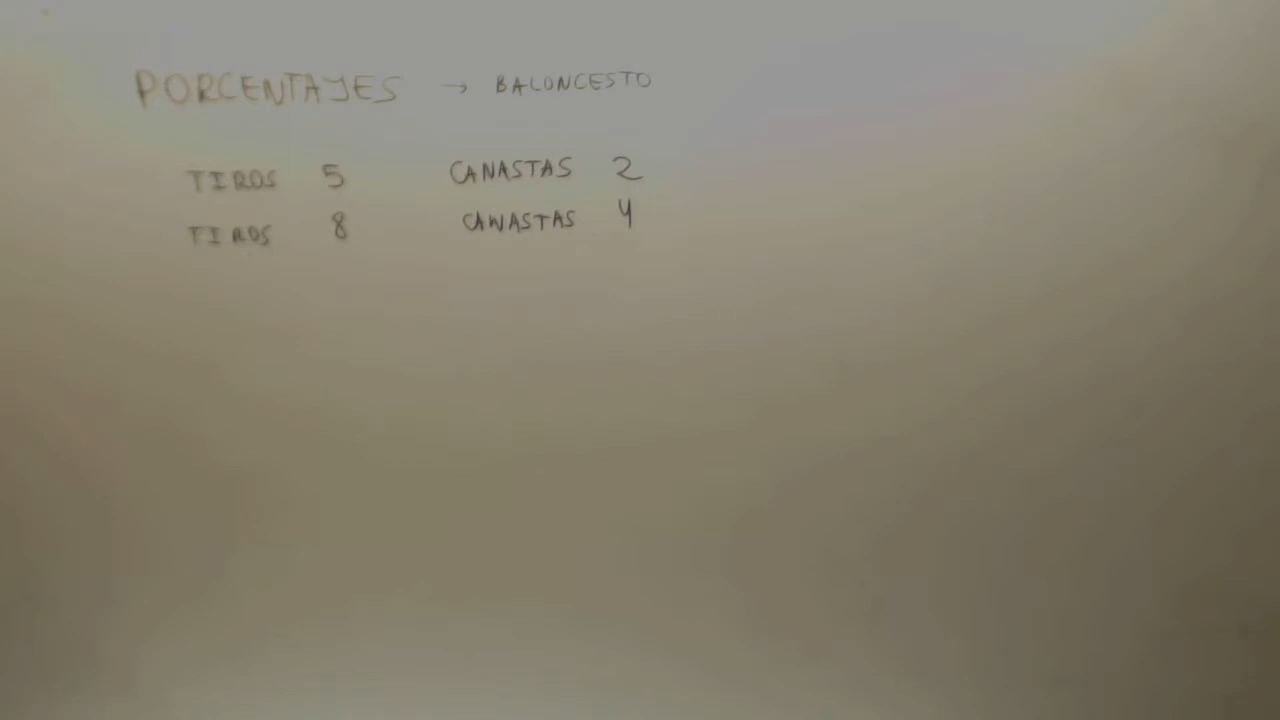 PORCENTAJES → BALONCESTO
TIROS 5 CANASTAS 2
TIROS 8 CANASTAS 4